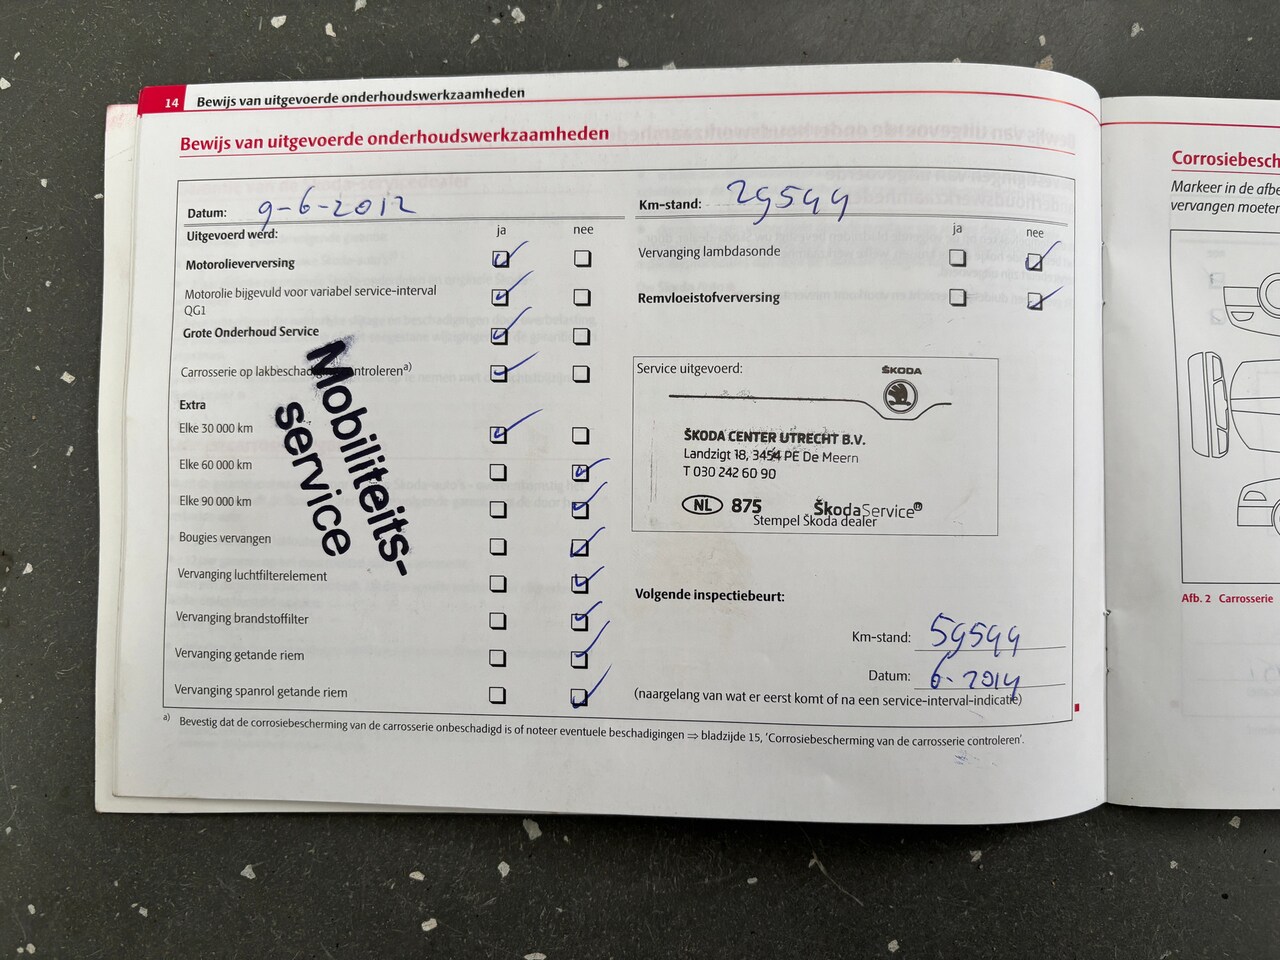 14 Bewijs van uitgevoerde onderhoudswerkzaamheden
Bewijs van uitgevoerde onderhoudswerkzaamheden
Datum: 9-6-2012
Uitgevoerd werd: ja nee
Motorolieverversing
Motorolie bijgevuld voor variabel service-interval
QG1
Grote Onderhoud Service
Carrosserie op lakbeschad ntroleren a)
Extra
Elke 30 000 km
Elke 60 000 km
Elke 90 000 km
Bougies vervangen
Vervanging luchtfilterelement
Vervanging brandstoffilter
Vervanging getande riem
Vervanging spanrol getande riem
Mobiliteits-
service
Km-stand: 29599
ja nee
Vervanging lambdasonde
Remvloeistofverversing
Service uitgevoerd:
ŠKODA
ŠKODA CENTER UTRECHT B.V.
Landzigt 18, 3454 PE De Meern
T 030 242 60 90
NL 875 ŠkodaService®
Stempel Škoda dealer
Volgende inspectiebeurt:
Km-stand: 59599
Datum: 6-2014
(naargelang van wat er eerst komt of na een service-interval-indicatie)
a) Bevestig dat de corrosiebescherming van de carrosserie onbeschadigd is of noteer eventuele beschadigingen ⇒ bladzijde 15, 'Corrosiebescherming van de carrosserie controleren'.
Corrosiebesch
Markeer in de afbe
vervangen moeten
Afb. 2 Carrosserie